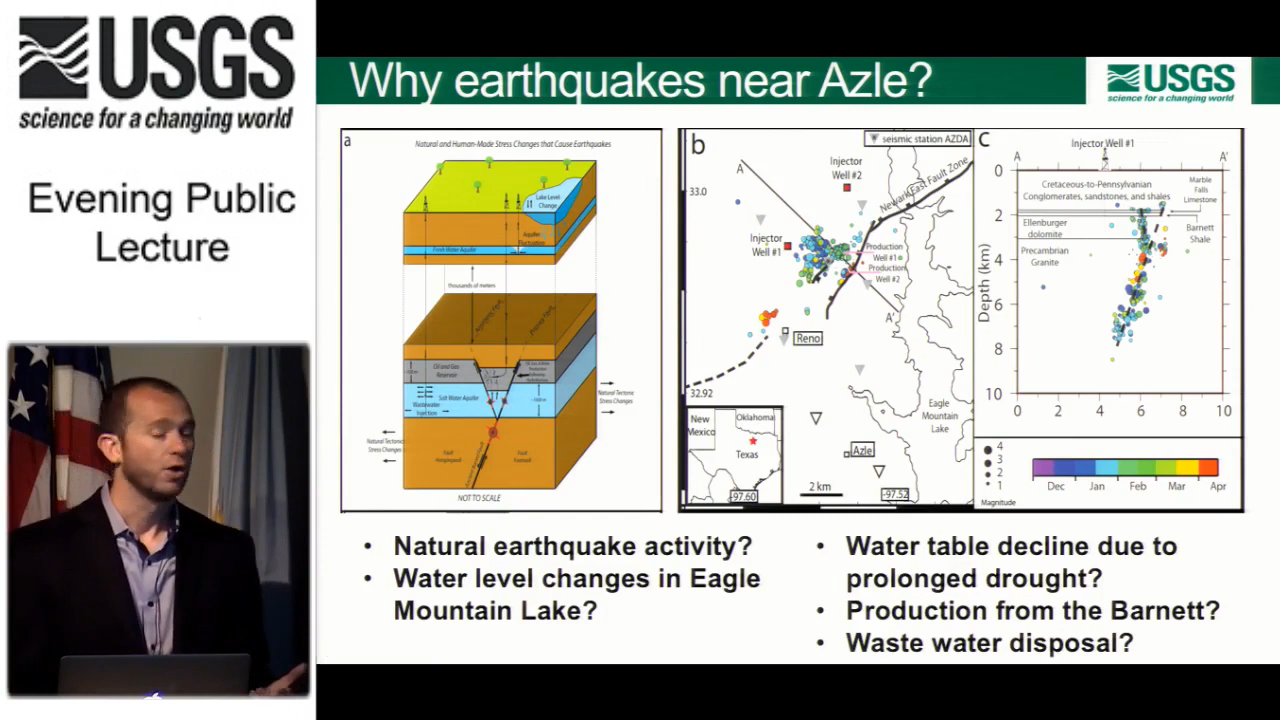 USGS
science for a changing world
Evening Public
Lecture
Why earthquakes near Azle?
USGS
science for a changing world
a
Natural and Human-Made Stress Changes that Cause Earthquakes
Lake Level
Change
Aquifer
Fluctuation
Fresh Water Aquifer
thousands of meters
Oil and Gas
Reservoir
Salt Water Aquifer
Wastewater
Injection
Natural Tectonic
Stress Changes
Natural Tectonic
Stress Changes
Fault
Hangingwall
Fault
Footwall
NOT TO SCALE
b
seismic station AZDA
33.0
A
Injector
Well #2
Newark East Fault Zone
Injector
Well #1
Production
Well #1
Production
Well #2
A'
Reno
32.92
Eagle
Mountain
Lake
New
Mexico
Oklahoma
Texas
Azle
2 km
-97.60
-97.52
C
Injector Well #1
A
A'
0
2
4
6
8
10
Depth (km)
Cretaceous-to-Pennsylvanian
Conglomerates, sandstones, and shales
Marble
Falls
Limestone
Ellenburger
dolomite
Barnett
Shale
Precambrian
Granite
0 2 4 6 8 10
4
3
2
1
Magnitude
Dec Jan Feb Mar Apr
• Natural earthquake activity?
• Water level changes in Eagle
Mountain Lake?
• Water table decline due to
prolonged drought?
• Production from the Barnett?
• Waste water disposal?